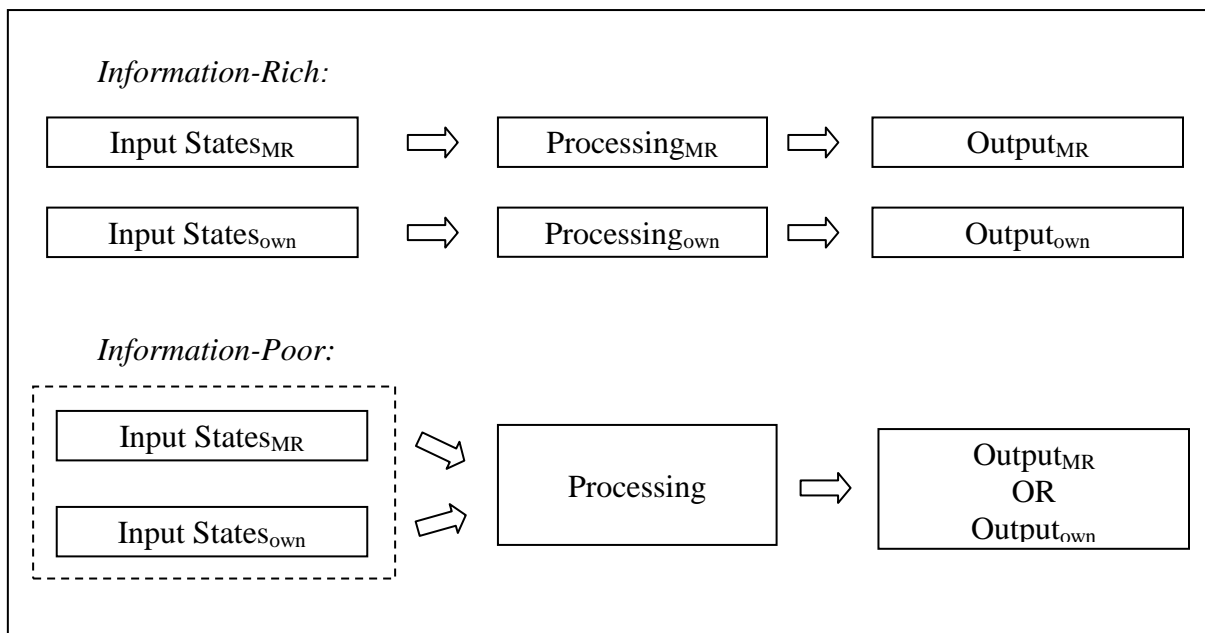 Information-Rich:
Input StatesMR
ProcessingMR
OutputMR
Input Statesown
Processingown
Outputown
Information-Poor:
Input StatesMR
Input Statesown
Processing
OutputMR
OR
Outputown